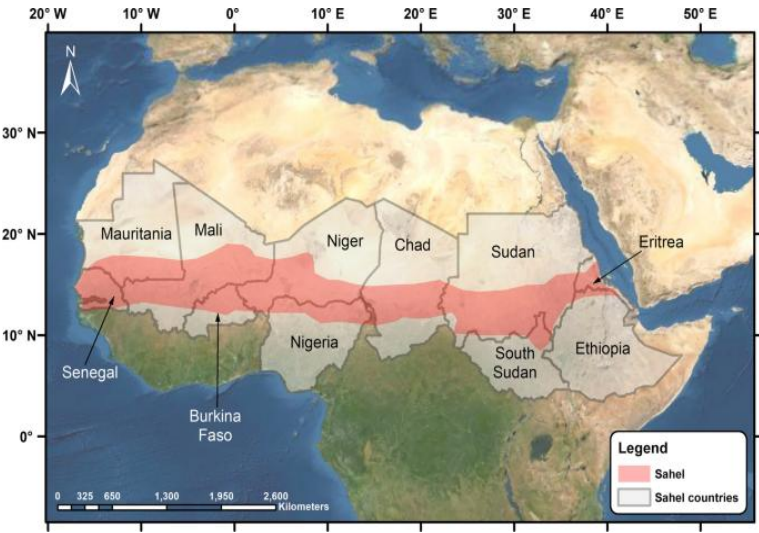 20° W 10° W 0° 10° E 20° E 30° E 40° E 50° E
N
30° N
20° N
10° N
0°
Mauritania
Mali
Niger
Chad
Sudan
Eritrea
Nigeria
South
Sudan
Ethiopia
Senegal
Burkina
Faso
Legend
Sahel
Sahel countries
0 325 650 1,300 1,950 2,600
Kilometers